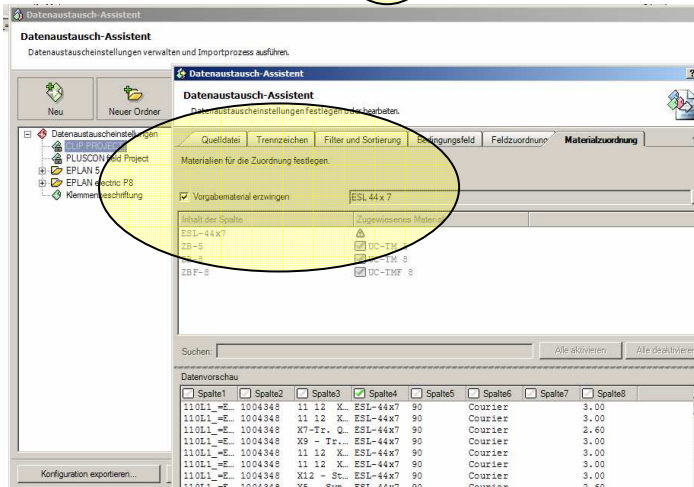 Datenaustausch-Assistent
Datenaustausch-Assistent
Datenaustauscheinstellungen verwalten und Importprozess ausführen.
Neu
Neuer Ordner
Datenaustauscheinstellungen
CLIP PROJECT
PLUSCON field Project
EPLAN 5
EPLAN electric P8
Klemmenbeschriftung
Konfiguration exportieren...
Datenaustausch-Assistent
Datenaustausch-Assistent
Datenaustauscheinstellungen festlegen oder bearbeiten.
Quelldatei Trennzeichen Filter und Sortierung Bedingungsfeld Feldzuordnung Materialzuordnung
Materialien für die Zuordnung festlegen.
Vorgabematerial erzwingen ESL 44 x 7
Inhalt der Spalte Zugewiesenes Material
ESL-44x7
ZB-5 UC-TM 8
UC-TM 8
ZBF-8 UC-TMF 8
Suchen: Alle aktivieren Alle deaktivieren
Datenvorschau
Spalte1 Spalte2 Spalte3 Spalte4 Spalte5 Spalte6 Spalte7 Spalte8
110L1_=E... 1004348 11 12 X... ESL-44x7 90 Courier 3.00
110L1_=E... 1004348 11 12 X... ESL-44x7 90 Courier 3.00
110L1_=E... 1004348 X7-Tr. Q... ESL-44x7 90 Courier 2.60
110L1_=E... 1004348 X9 - Tr.... ESL-44x7 90 Courier 3.00
110L1_=E... 1004348 11 12 X... ESL-44x7 90 Courier 3.00
110L1_=E... 1004348 11 12 X... ESL-44x7 90 Courier 3.00
110L1_=E... 1004348 X12 - St... ESL-44x7 90 Courier 3.00